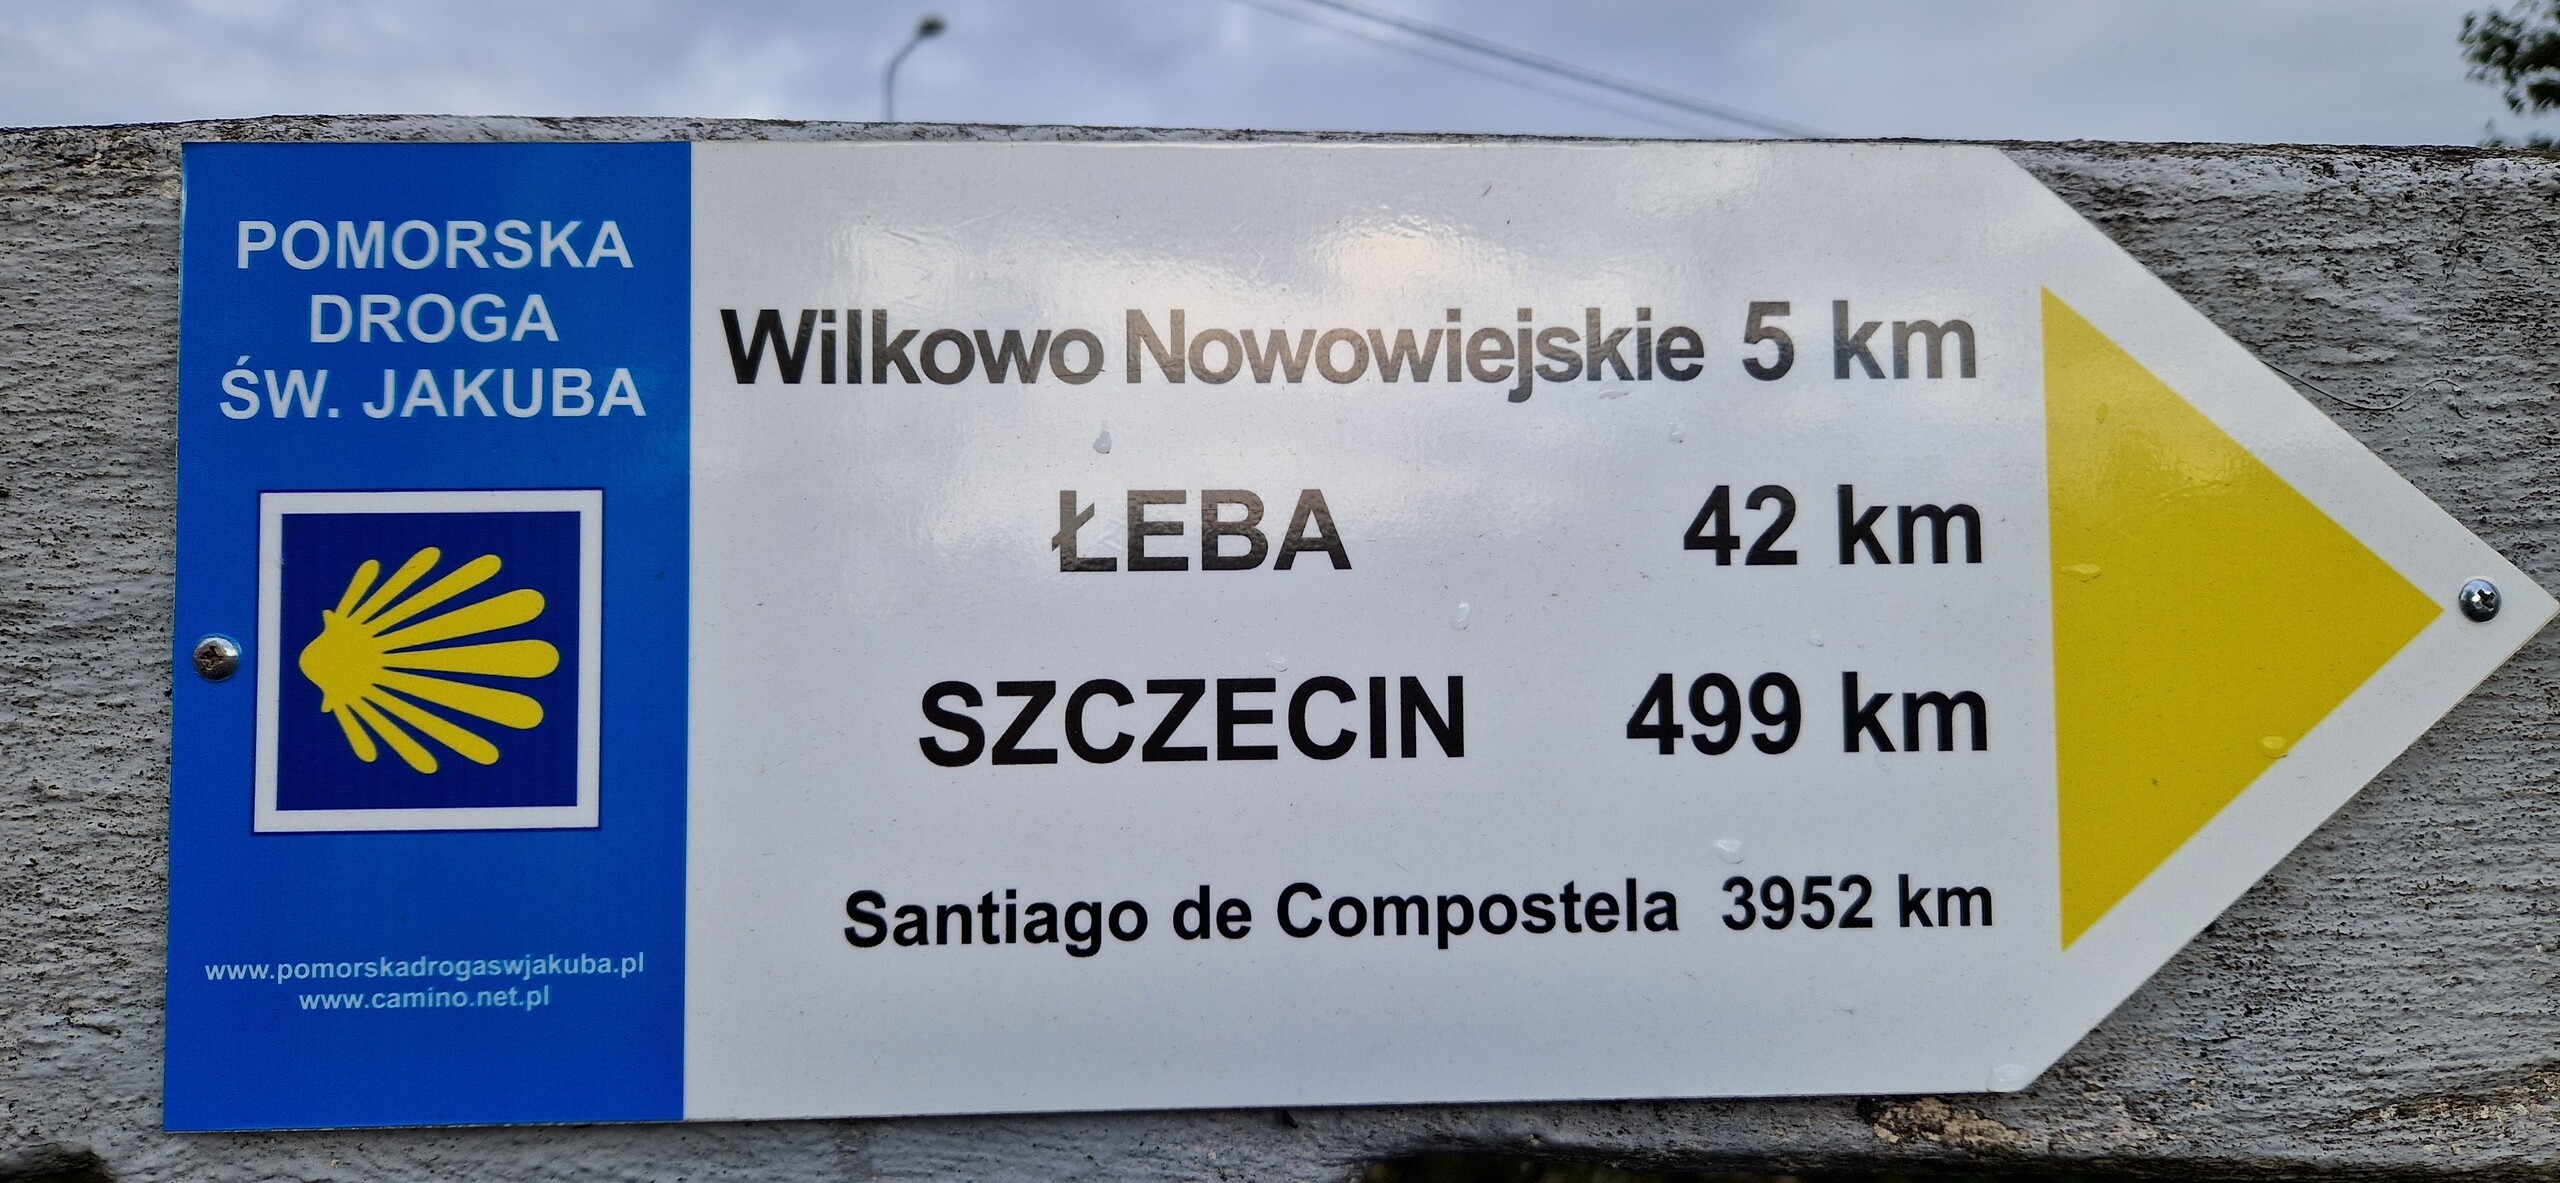 POMORSKA
DROGA
ŚW. JAKUBA
www.pomorskadrogaswjakuba.pl
www.camino.net.pl
Wilkowo Nowowiejskie 5 km
ŁEBA 42 km
SZCZECIN 499 km
Santiago de Compostela 3952 km